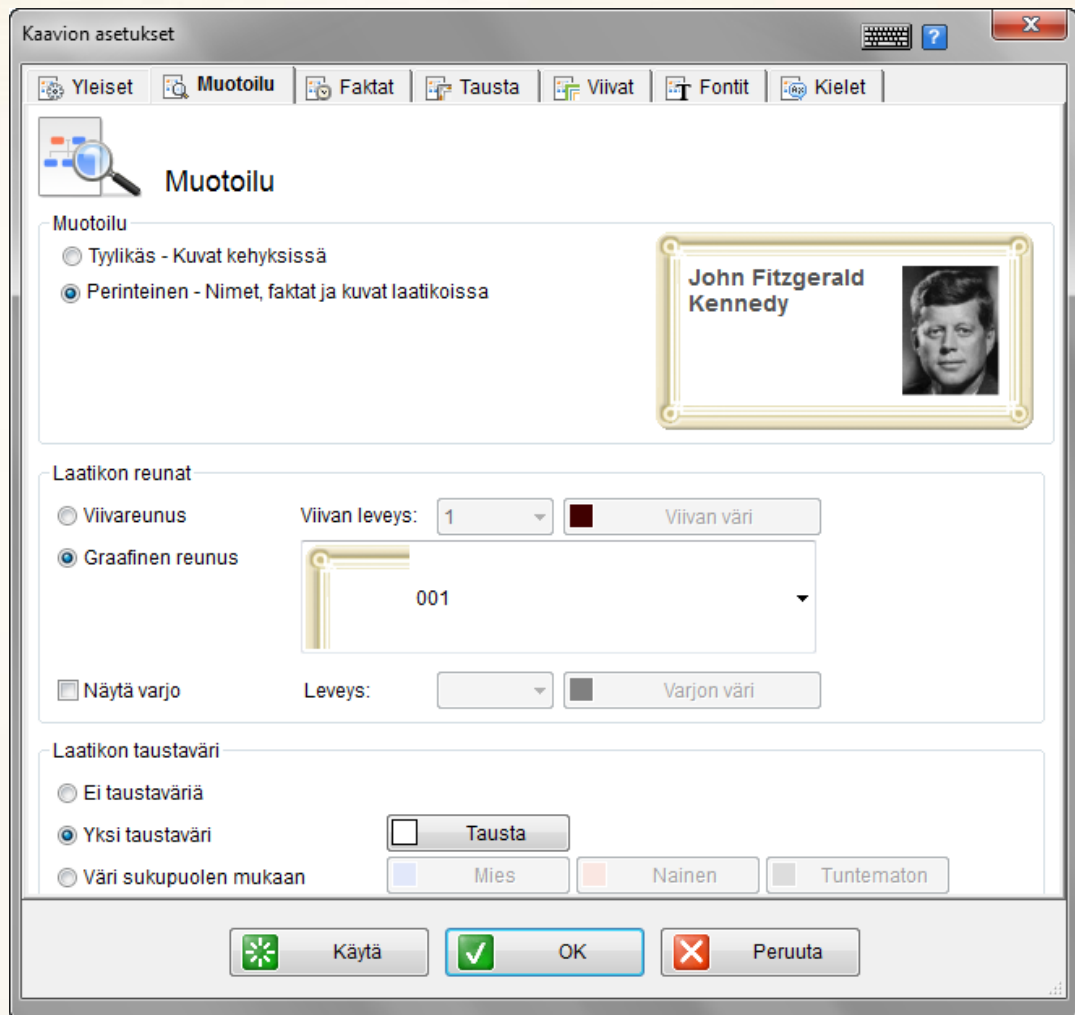 Kaavion asetukset
?
X
Yleiset Muotoilu Faktat Tausta Viivat Fontit Kielet
Muotoilu
Muotoilu
Tyylikäs - Kuvat kehyksissä
Perinteinen - Nimet, faktat ja kuvat laatikoissa
John Fitzgerald
Kennedy
Laatikon reunat
Viivareunus Viivan leveys: 1 Viivan väri
Graafinen reunus
001
Näytä varjo Leveys: Varjon väri
Laatikon taustaväri
Ei taustaväriä
Yksi taustaväri Tausta
Väri sukupuolen mukaan Mies Nainen Tuntematon
Käytä OK Peruuta